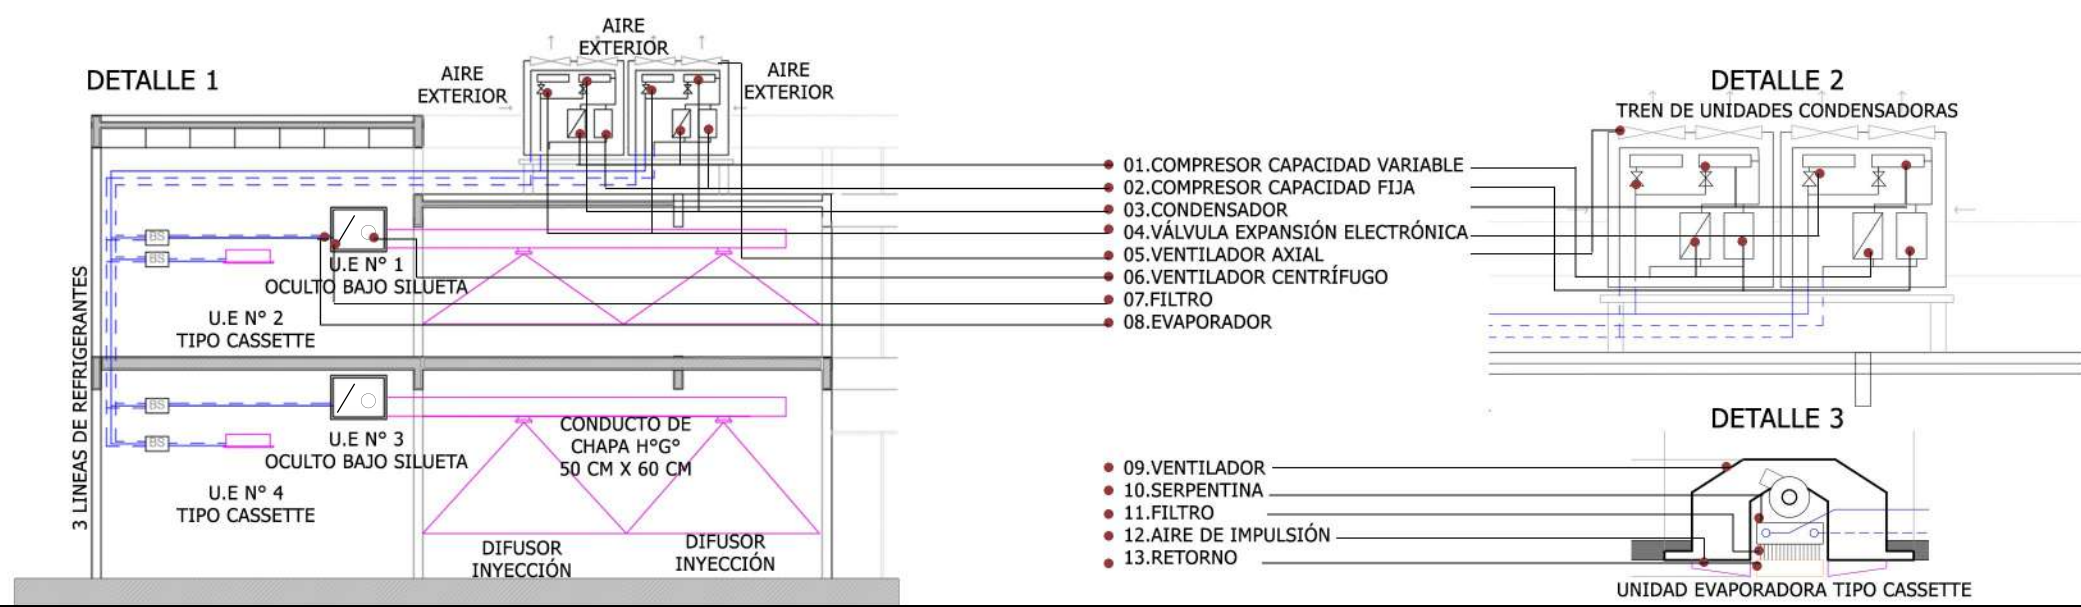 DETALLE 1
AIRE
EXTERIOR
AIRE
EXTERIOR
AIRE
EXTERIOR
3 LINEAS DE REFRIGERANTES
BS
BS
U.E N° 1
OCULTO BAJO SILUETA
U.E N° 2
TIPO CASSETTE
BS
BS
U.E N° 3
OCULTO BAJO SILUETA
U.E N° 4
TIPO CASSETTE
CONDUCTO DE
CHAPA H°G°
50 CM X 60 CM
DIFUSOR
INYECCIÓN
DIFUSOR
INYECCIÓN
01.COMPRESOR CAPACIDAD VARIABLE
02.COMPRESOR CAPACIDAD FIJA
03.CONDENSADOR
04.VÁLVULA EXPANSIÓN ELECTRÓNICA
05.VENTILADOR AXIAL
06.VENTILADOR CENTRÍFUGO
07.FILTRO
08.EVAPORADOR
09.VENTILADOR
10.SERPENTINA
11.FILTRO
12.AIRE DE IMPULSIÓN
13.RETORNO
DETALLE 2
TREN DE UNIDADES CONDENSADORAS
DETALLE 3
UNIDAD EVAPORADORA TIPO CASSETTE